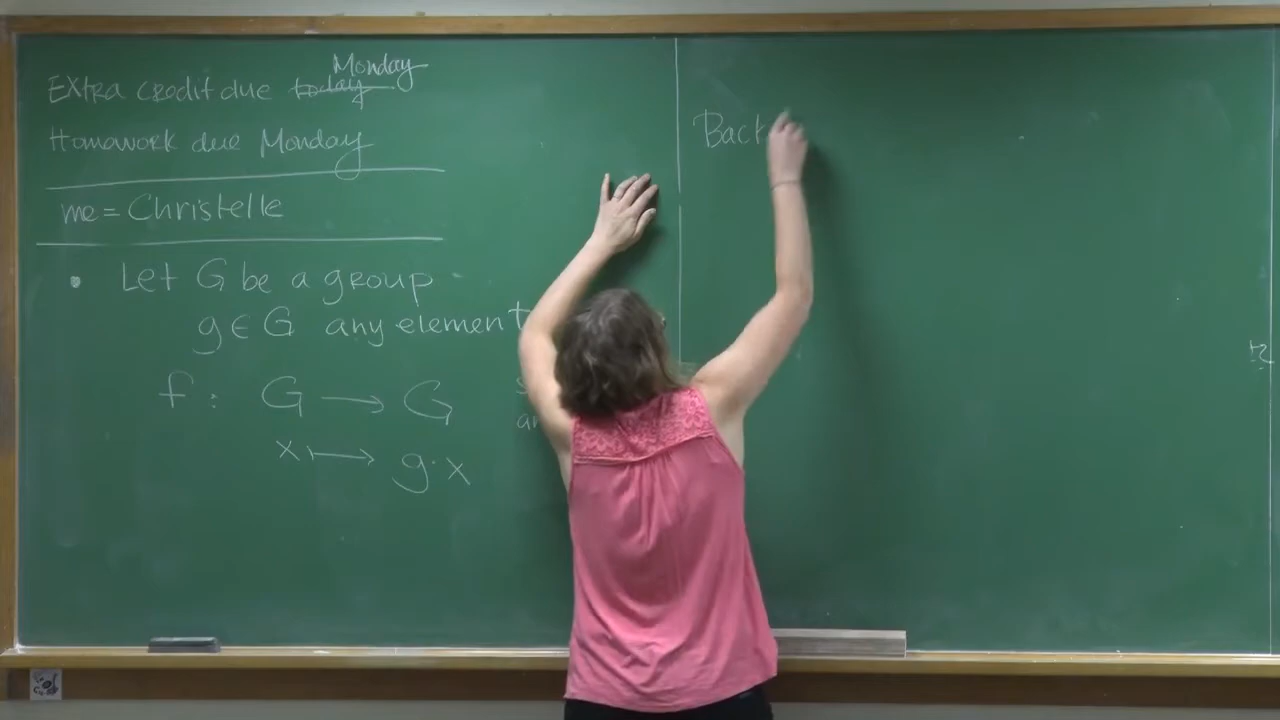 Monday
Extra credit due today
Homework due Monday
me = Christelle
• Let G be a group
g ∈ G any element
f : G ⟶ G
x ⟼ g·x
Back